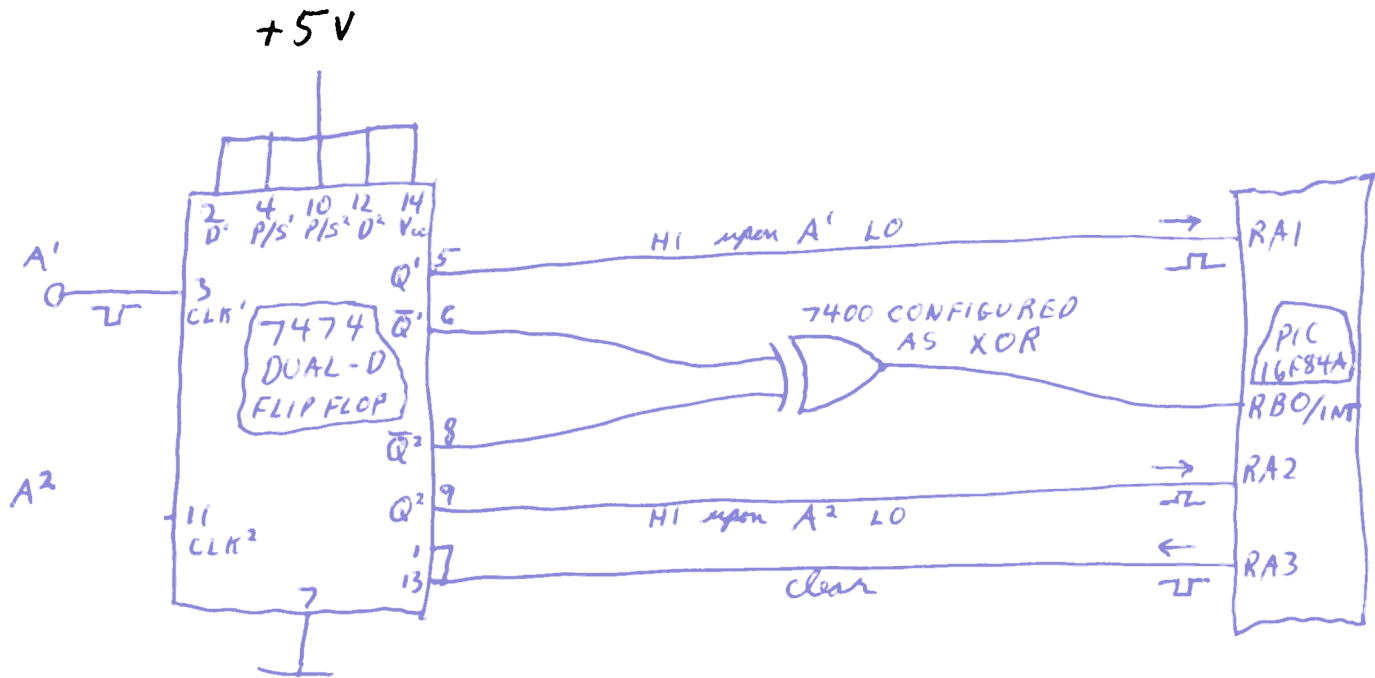 +5V
2 4 10 12 14
D¹ P/S¹ P/S² D² Vcc
A¹
3
CLK¹
7474
DUAL-D
FLIP FLOP
Q¹ 5
Q̅¹ 6
Q̅² 8
Q² 9
A²
11
CLK²
1
13
7
HI upon A¹ LO
7400 CONFIGURED
AS XOR
HI upon A² LO
clear
RA1
PIC
16F84A
RB0/INT
RA2
RA3